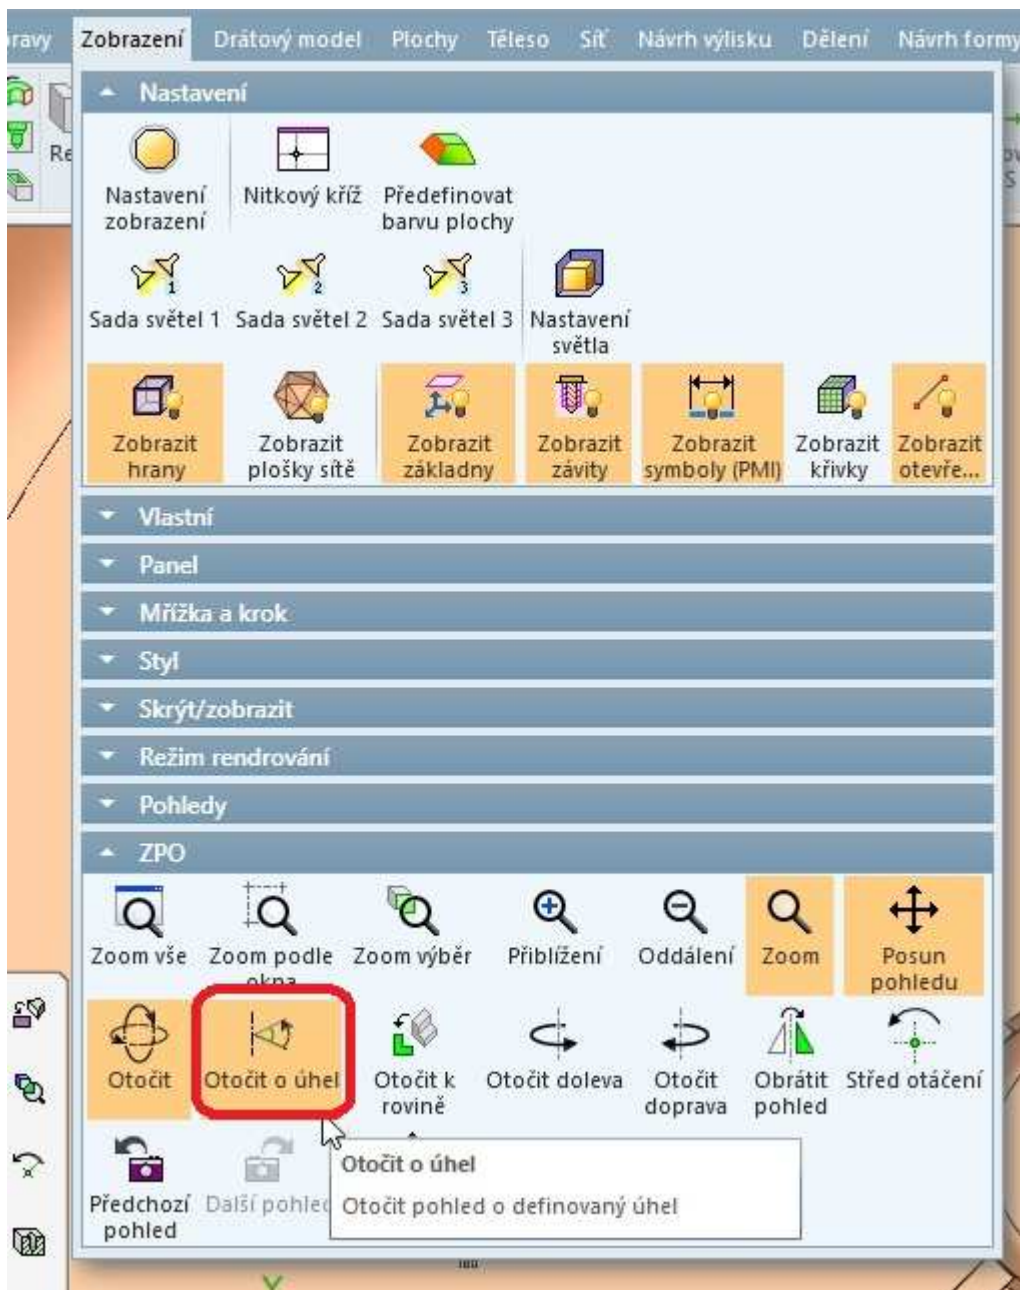 ravy Zobrazení Drátový model Plochy Těleso Síť Návrh výlisku Dělení Návrh formy
Re
S
Nastavení
Nastavení zobrazení
Nitkový kříž
Předefinovat barvu plochy
Sada světel 1
1
Sada světel 2
2
Sada světel 3
3
Nastavení světla
Zobrazit hrany
Zobrazit plošky sítě
Zobrazit základny
Zobrazit závity
Zobrazit symboly (PMI)
Zobrazit křivky
Zobrazit otevře...
Vlastní
Panel
Mřížka a krok
Styl
Skrýt/zobrazit
Režim rendrování
Pohledy
ZPO
Zoom vše
Zoom podle okna
Zoom výběr
Přiblížení
Oddálení
Zoom
Posun pohledu
Otočit
Otočit o úhel
Otočit k rovině
Otočit doleva
Otočit doprava
Obrátit pohled
Střed otáčení
Předchozí pohled
Další pohled
Otočit o úhel
Otočit pohled o definovaný úhel